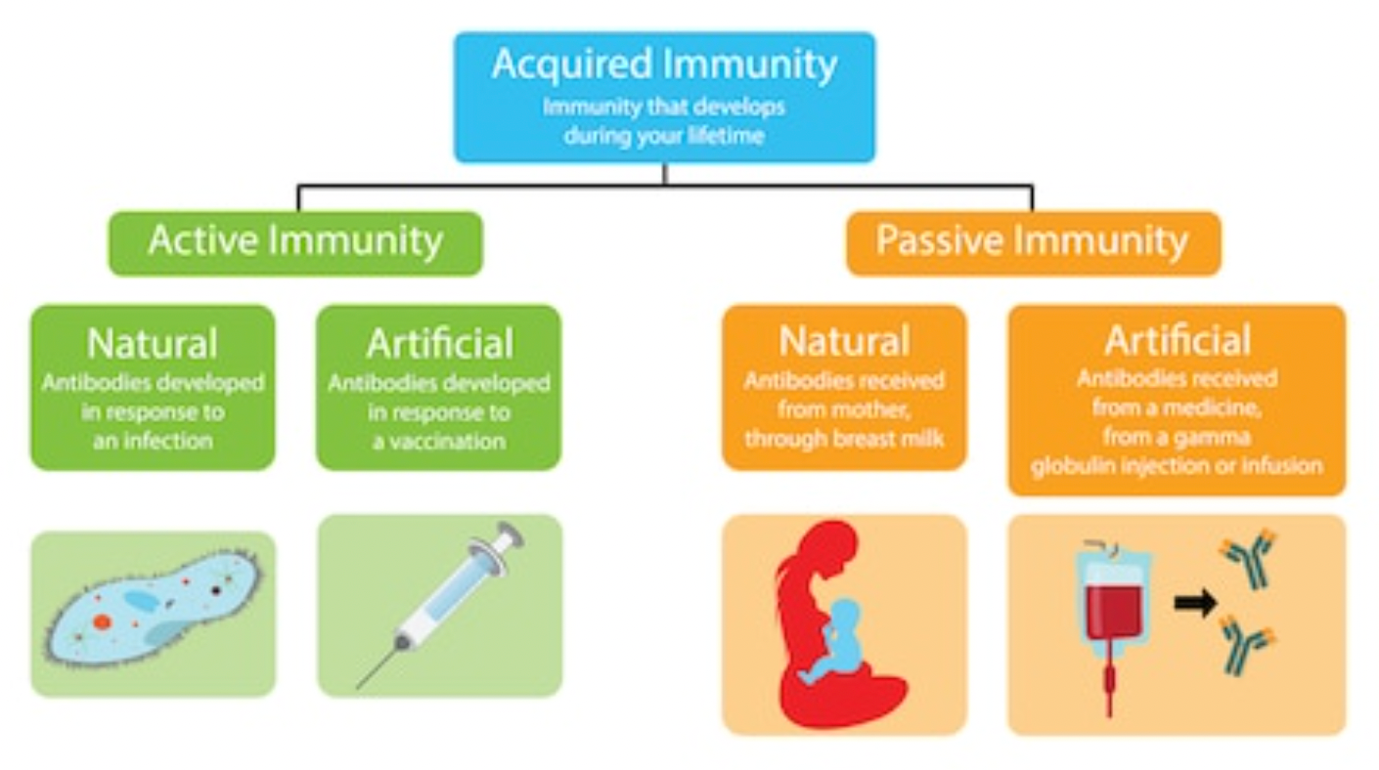 Acquired Immunity
Immunity that develops
during your lifetime
Active Immunity
Passive Immunity
Natural
Antibodies developed
in response to
an infection
Artificial
Antibodies developed
in response to
a vaccination
Natural
Antibodies received
from mother,
through breast milk
Artificial
Antibodies received
from a medicine,
from a gamma
globulin injection or infusion